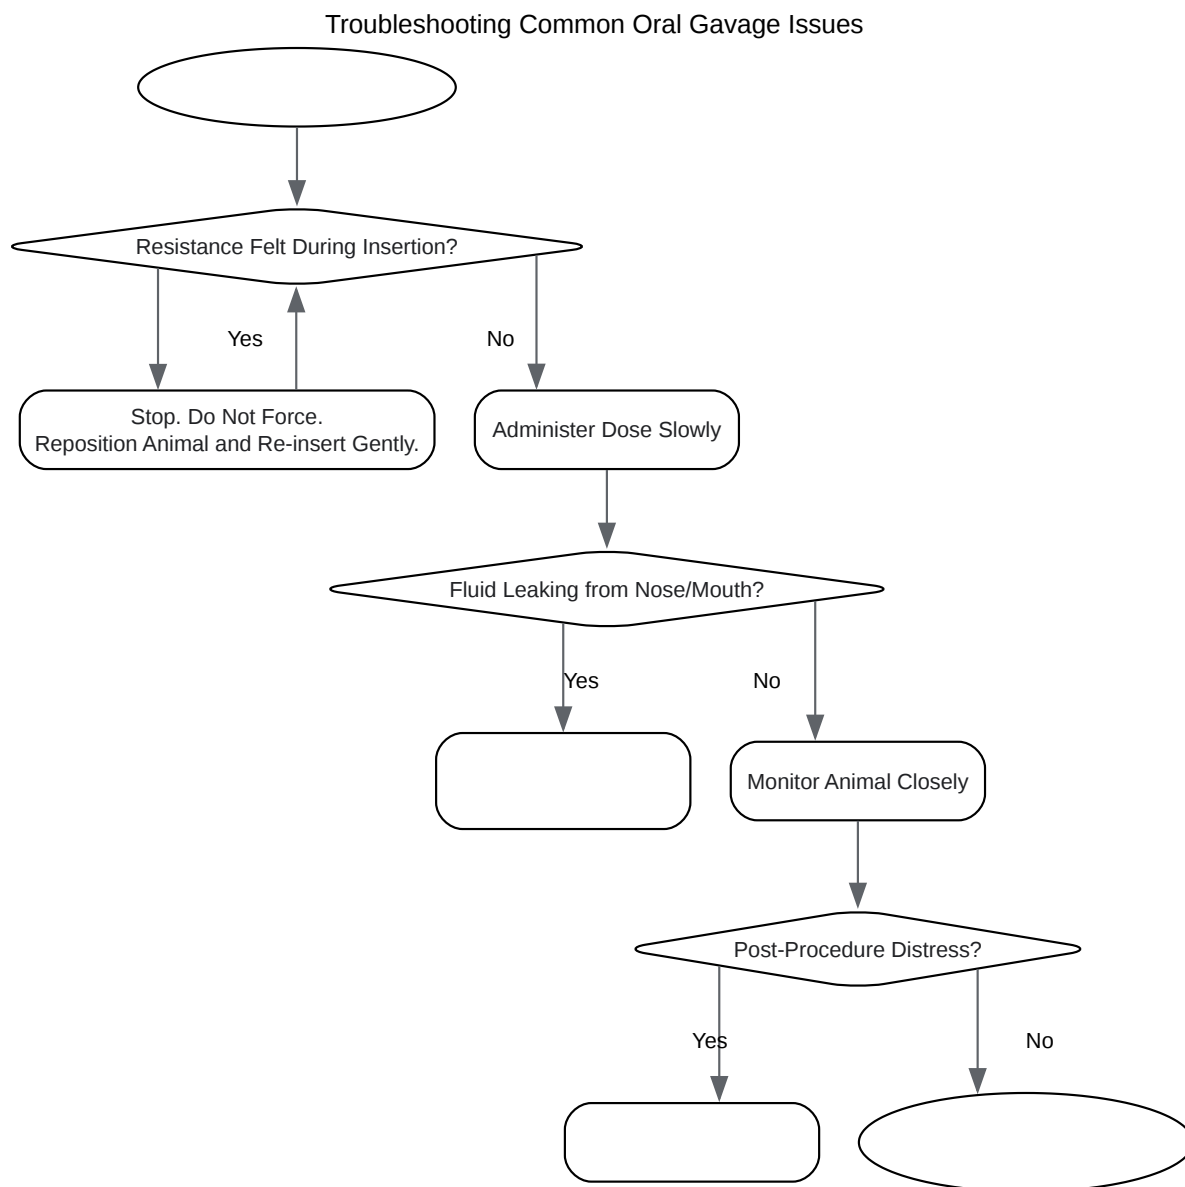 Troubleshooting Common Oral Gavage Issues
Resistance Felt During Insertion?
Yes
No
Stop. Do Not Force.
Reposition Animal and Re-insert Gently.
Administer Dose Slowly
Fluid Leaking from Nose/Mouth?
Yes
No
Monitor Animal Closely
Post-Procedure Distress?
Yes
No